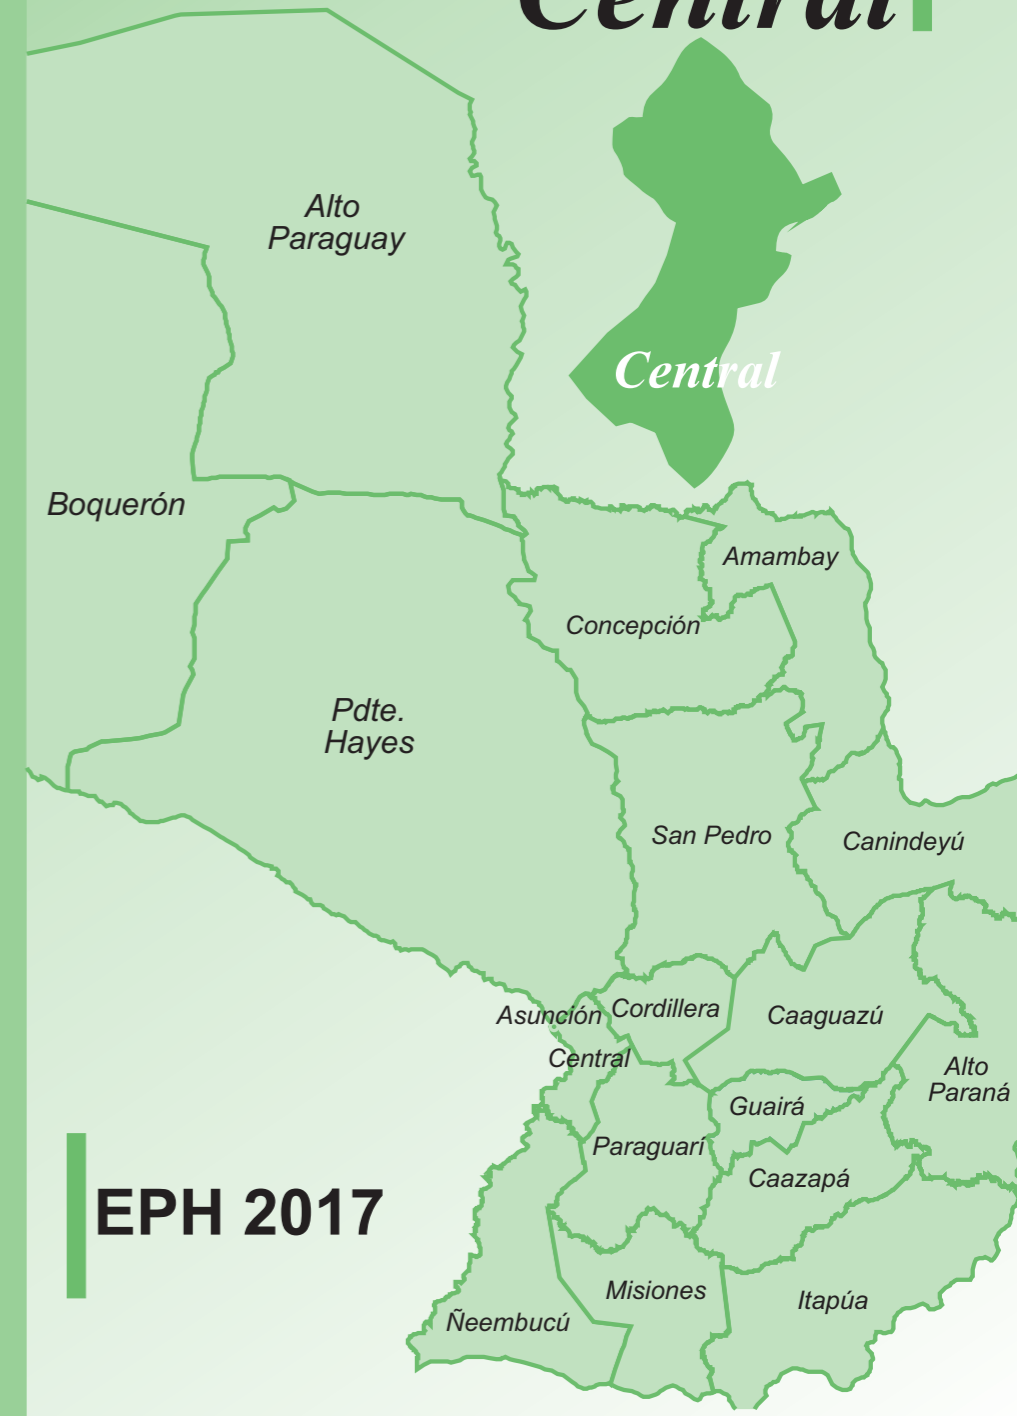 Central
Alto
Paraguay
Central
Boquerón
Amambay
Concepción
Pdte.
Hayes
San Pedro
Canindeyú
Asunción
Cordillera
Caaguazú
Central
Alto
Paraná
Guairá
Paraguarí
Caazapá
EPH 2017
Misiones
Itapúa
Ñeembucú